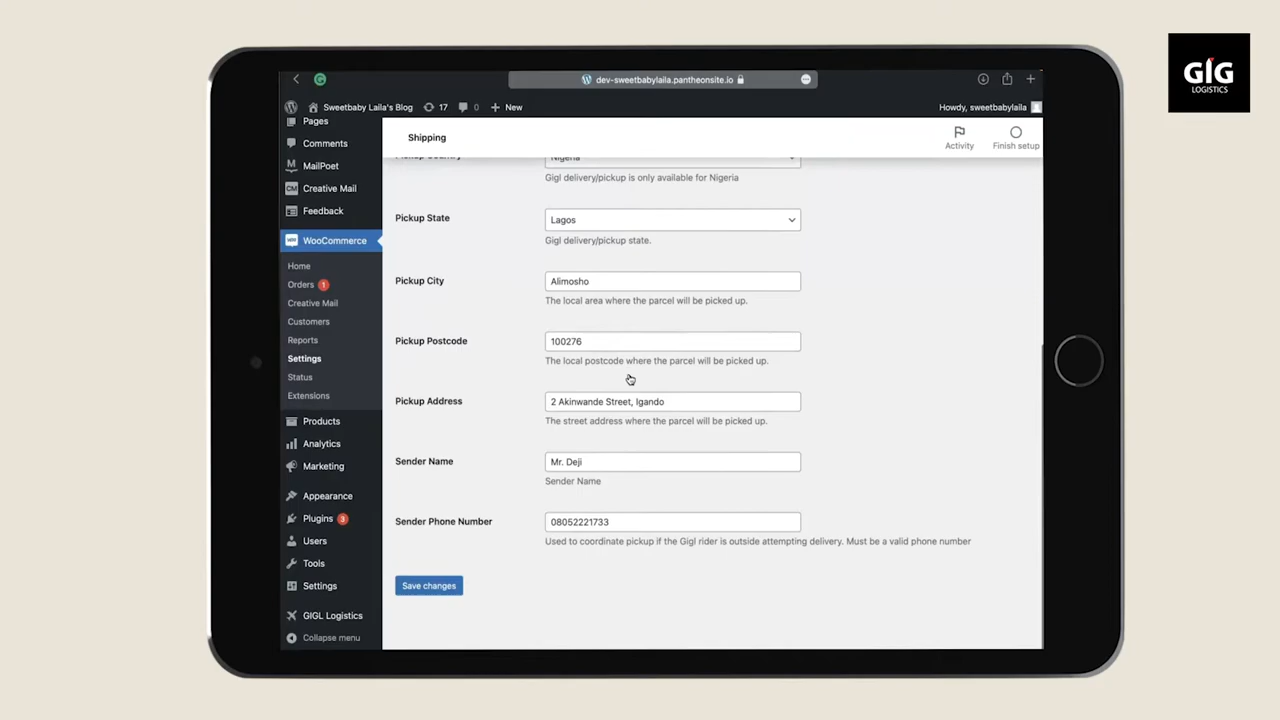 GIG
LOGISTICS
dev-sweetbabylaila.pantheonsite.io
Sweetbaby Laila's Blog 17 0 New
Howdy, sweetbabylaila
Pages
Comments
MailPoet
CM Creative Mail
Feedback
WooCommerce
Home
Orders 1
Creative Mail
Customers
Reports
Settings
Status
Extensions
Products
Analytics
Marketing
Appearance
Plugins 3
Users
Tools
Settings
GIGL Logistics
Collapse menu
Shipping
Activity
Finish setup
Pickup Country
Nigeria
Gigl delivery/pickup is only available for Nigeria
Pickup State
Lagos
Gigl delivery/pickup state.
Pickup City
Alimosho
The local area where the parcel will be picked up.
Pickup Postcode
100276
The local postcode where the parcel will be picked up.
Pickup Address
2 Akinwande Street, Igando
The street address where the parcel will be picked up.
Sender Name
Mr. Deji
Sender Name
Sender Phone Number
08052221733
Used to coordinate pickup if the Gigl rider is outside attempting delivery. Must be a valid phone number
Save changes